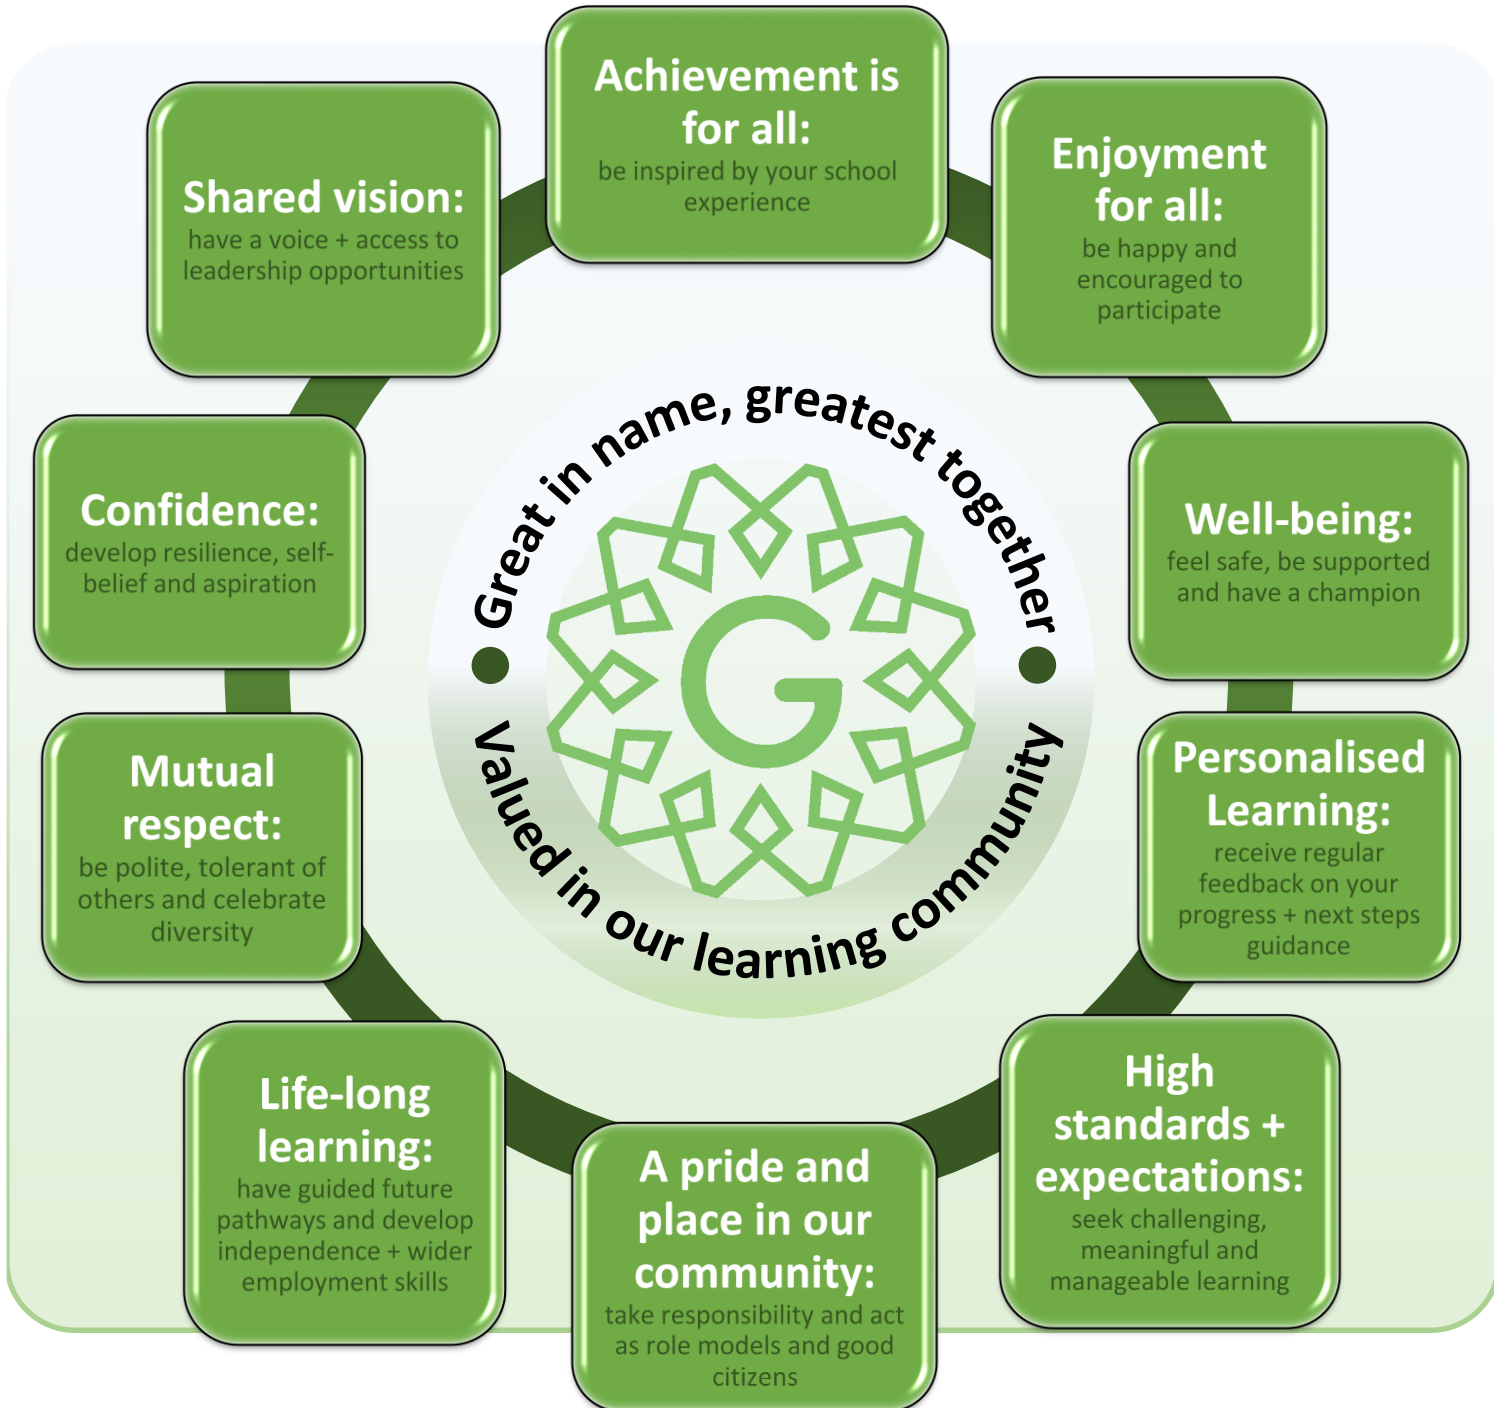 Achievement is
for all:
be inspired by your school
experience
Enjoyment
for all:
be happy and
encouraged to
participate
Well-being:
feel safe, be supported
and have a champion
Personalised
Learning:
receive regular
feedback on your
progress + next steps
guidance
High
standards +
expectations:
seek challenging,
meaningful and
manageable learning
A pride and
place in our
community:
take responsibility and act
as role models and good
citizens
Life-long
learning:
have guided future
pathways and develop
independence + wider
employment skills
Mutual
respect:
be polite, tolerant of
others and celebrate
diversity
Confidence:
develop resilience, self-
belief and aspiration
Shared vision:
have a voice + access to
leadership opportunities
Great in name, greatest together
G
Valued in our learning community